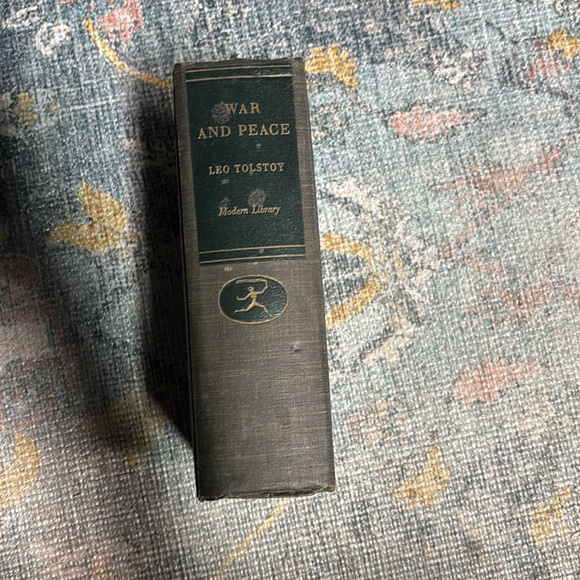 WAR
AND PEACE
LEO TOLSTOY
Modern Library